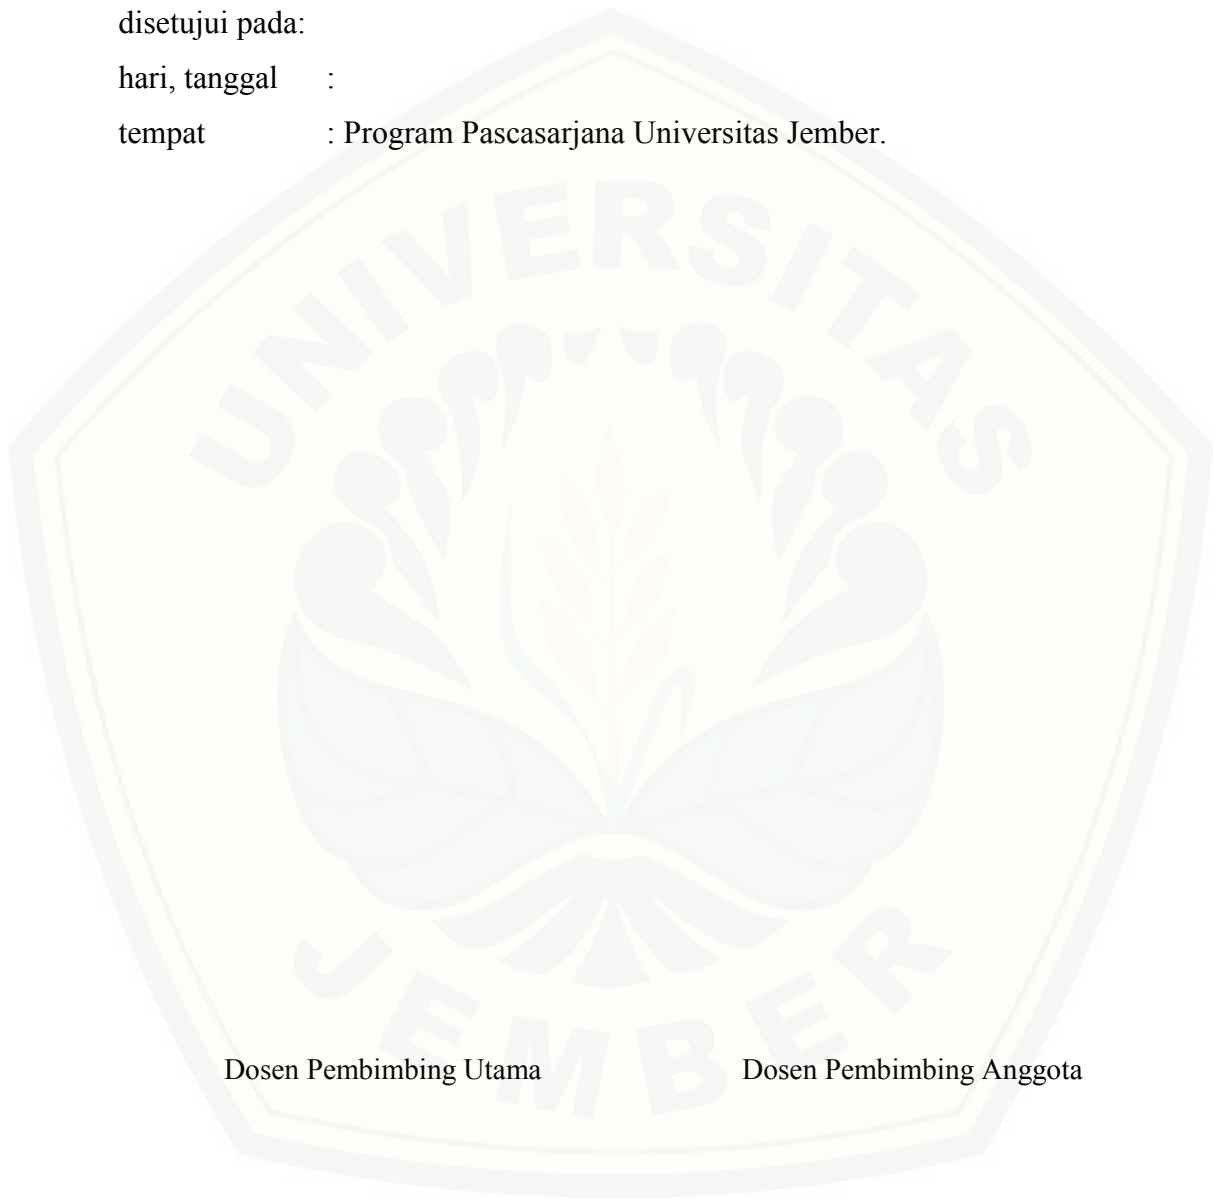 disetujui pada:
hari, tanggal :
tempat : Program Pascasarjana Universitas Jember.
UNIVERSITAS
JEMBER
Dosen Pembimbing Utama Dosen Pembimbing Anggota